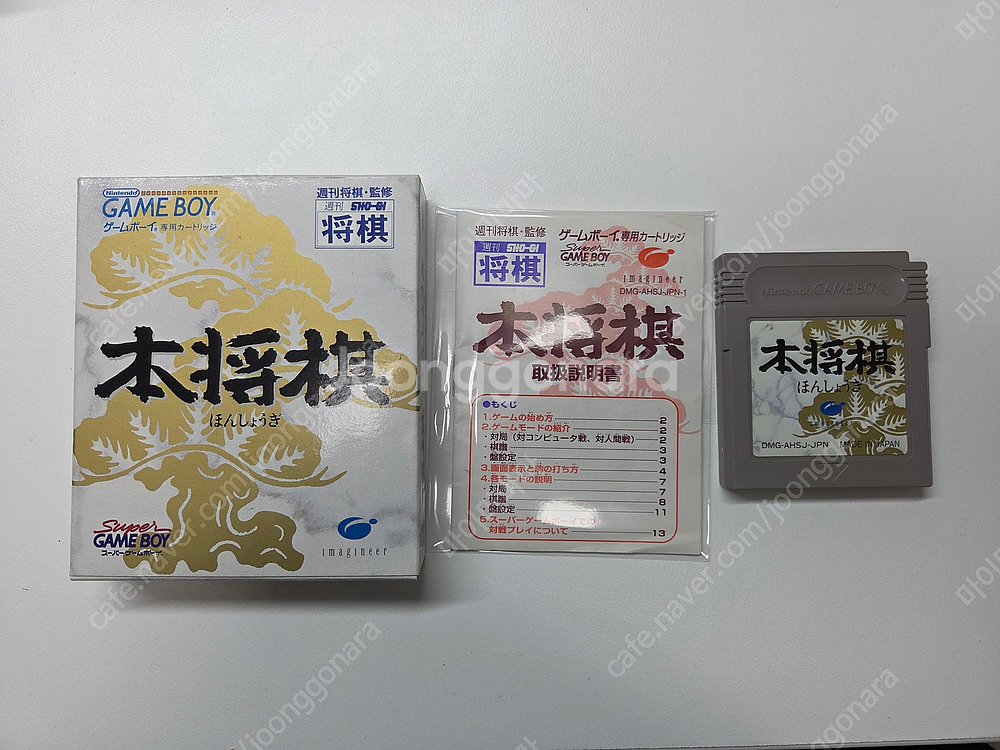 Nintendo
GAME BOY
ゲームボーイ専用カートリッジ
週刊将棋・監修
週刊 SHO-GI
将棋
本将棋
ほんしょうぎ
Super
GAME BOY
スーパーゲームボーイ
imagineer
週刊将棋・監修
ゲームボーイ専用カートリッジ
週刊 SHO-GI
将棋
Super
GAME BOY
スーパーゲームボーイ
imagineer
DMG-AHSJ-JPN-1
本将棋
取扱説明書
●もくじ
1.ゲームの始め方 2
2.ゲームモードの紹介 2
・対局（対コンピュータ戦、対人間戦） 2
・棋譜 3
・盤設定 3
3.画面表示と駒の打ち方 4
4.各モードの説明 7
・対局 7
・棋譜 8
・盤設定 11
5.スーパーゲームボーイでの
対戦プレイについて 13
Nintendo GAME BOY
本将棋
ほんしょうぎ
DMG-AHSJ-JPN MADE IN JAPAN
joonggonara
cafe.naver.com/joonggonara